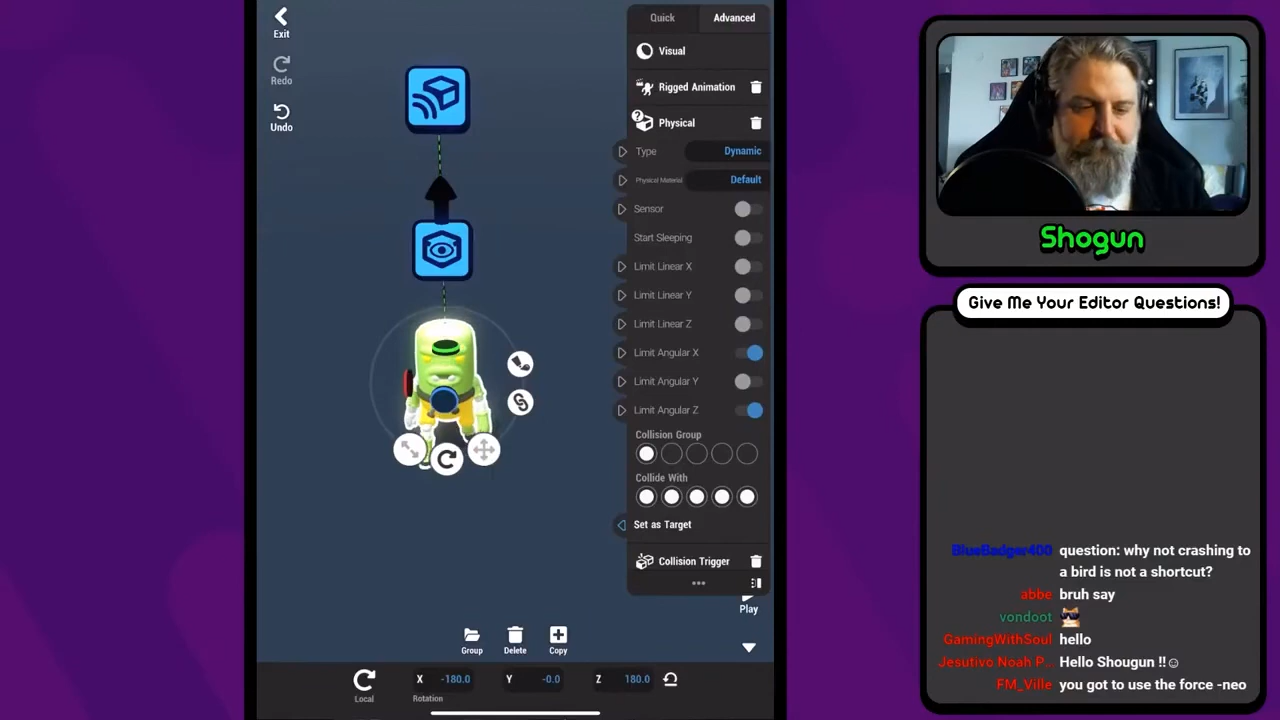 Exit
Redo
Undo
Quick
Advanced
Visual
Rigged Animation
Physical
Type
Dynamic
Physical Material
Default
Sensor
Start Sleeping
Limit Linear X
Limit Linear Y
Limit Linear Z
Limit Angular X
Limit Angular Y
Limit Angular Z
Collision Group
Collide With
Set as Target
Collision Trigger
Play
Group
Delete
Copy
Local
X -180.0
Y -0.0
Z 180.0
Rotation
Shogun
Give Me Your Editor Questions!
BlueBadger400 question: why not crashing to
a bird is not a shortcut?
abbe bruh say
vondoot
GamingWithSoul hello
Jesutivo Noah P... Hello Shougun !!☺
FM_Ville you got to use the force -neo